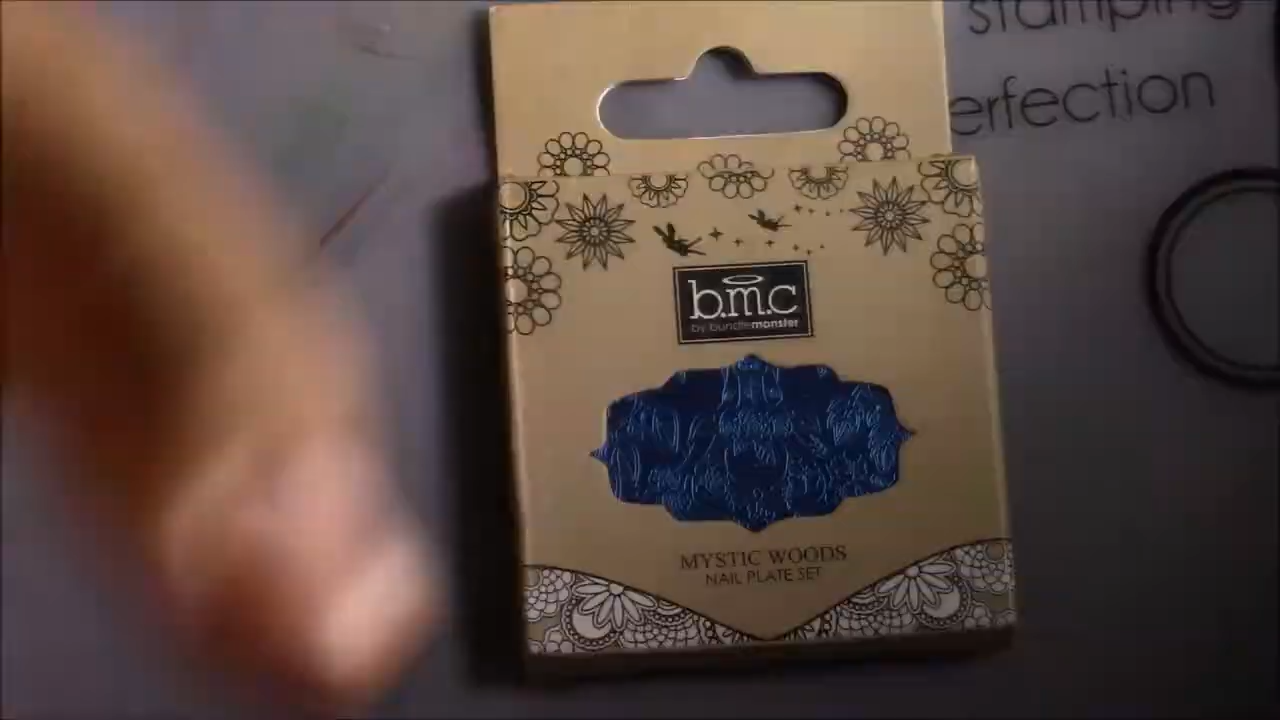 stamping
erfection
b.m.c
by bundlemonster
MYSTIC WOODS
NAIL PLATE SET